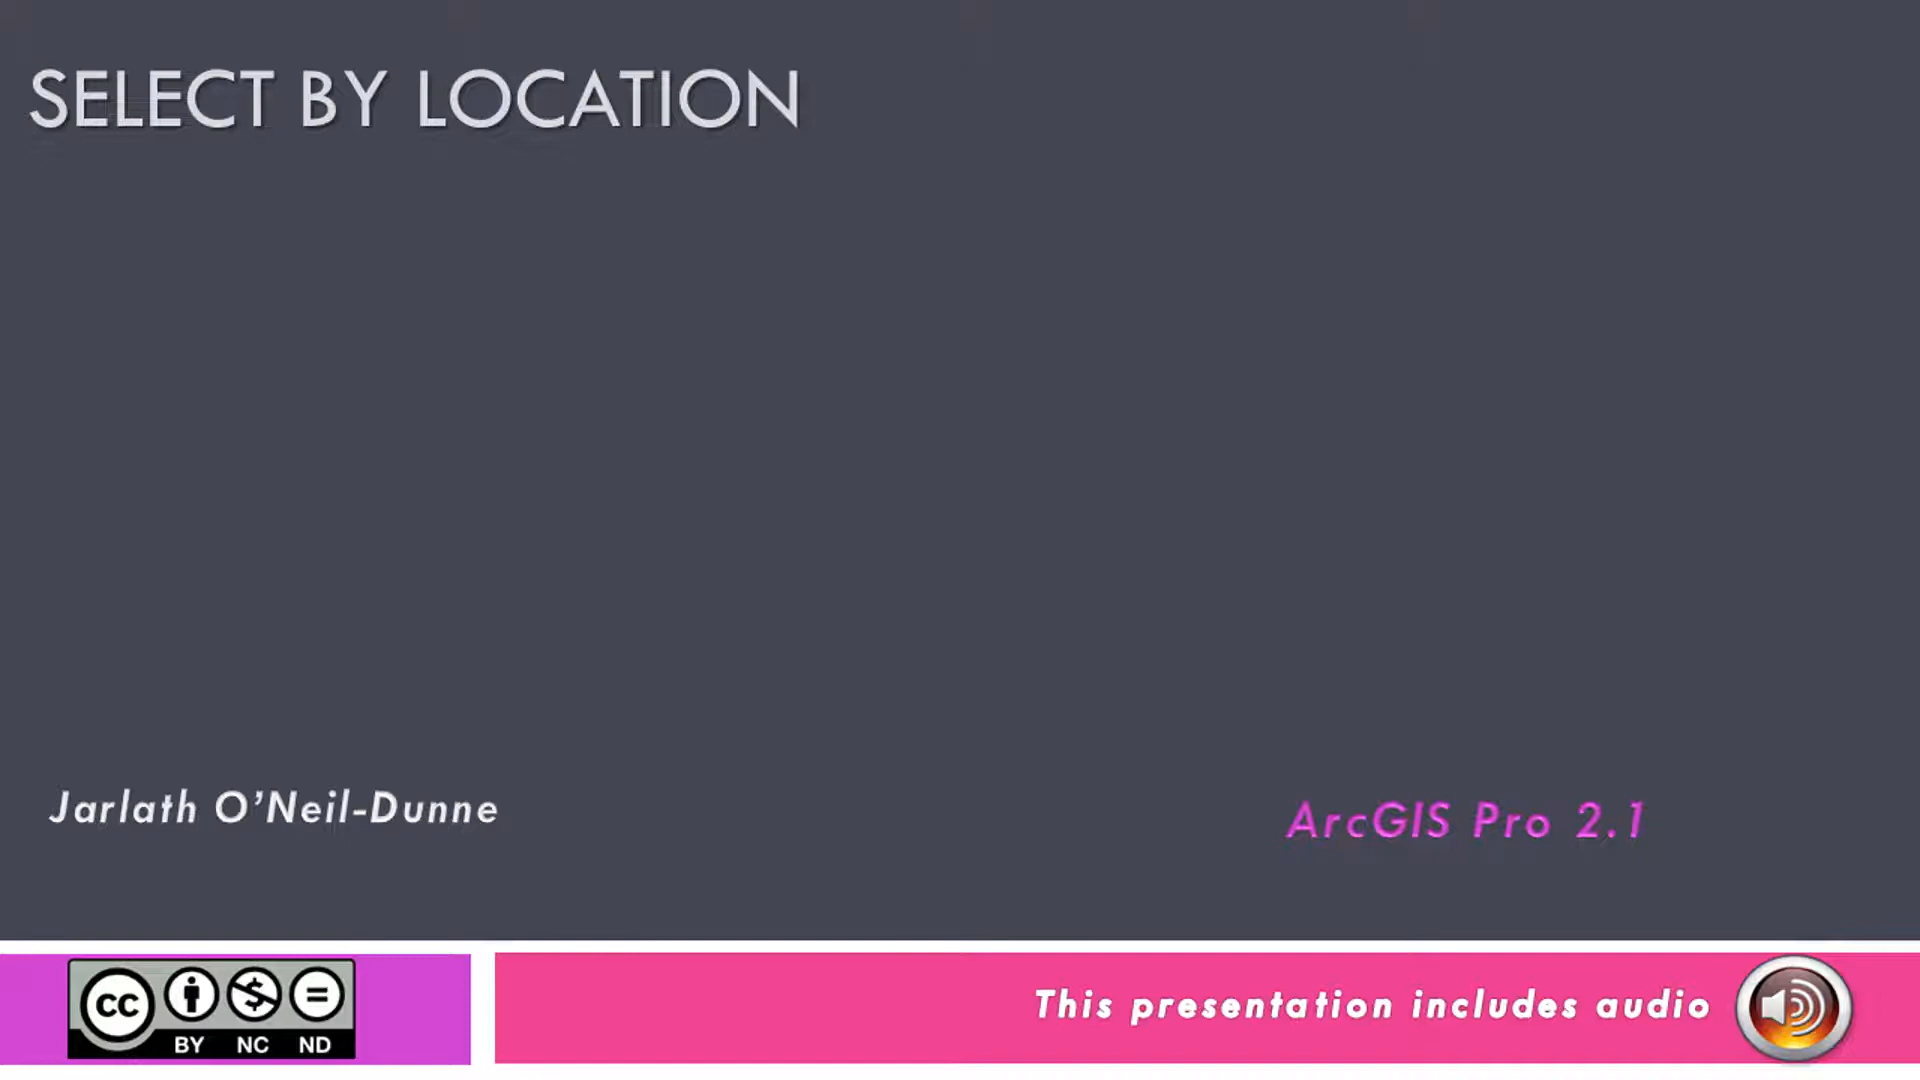 SELECT BY LOCATION
Jarlath O’Neil-Dunne
ArcGIS Pro 2.1
cc
BY NC ND
This presentation includes audio